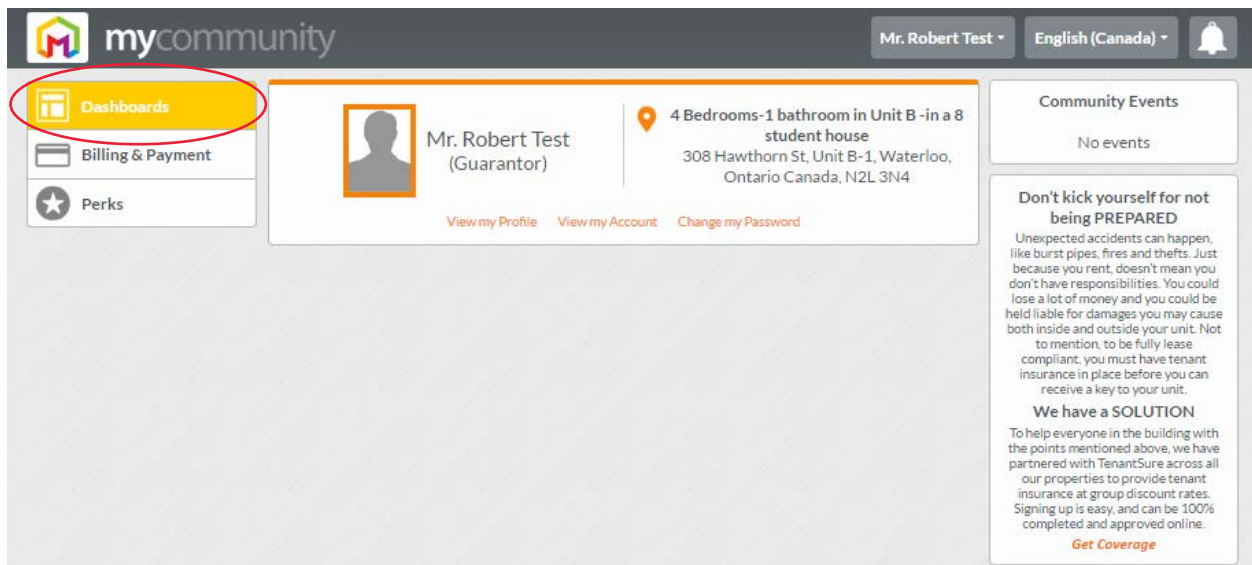 mycommunity
Mr. Robert Test
English (Canada)
Dashboards
Billing & Payment
Perks
Mr. Robert Test
(Guarantor)
4 Bedrooms-1 bathroom in Unit B -in a 8
student house
308 Hawthorn St, Unit B-1, Waterloo,
Ontario Canada, N2L 3N4
View my Profile
View my Account
Change my Password
Community Events
No events
Don't kick yourself for not
being PREPARED
Unexpected accidents can happen,
like burst pipes, fires and thefts. Just
because you rent, doesn't mean you
don't have responsibilities. You could
lose a lot of money and you could be
held liable for damages you may cause
both inside and outside your unit. Not
to mention, to be fully lease
compliant, you must have tenant
insurance in place before you can
receive a key to your unit.
We have a SOLUTION
To help everyone in the building with
the points mentioned above, we have
partnered with TenantSure across all
our properties to provide tenant
insurance at group discount rates.
Signing up is easy, and can be 100%
completed and approved online.
Get Coverage